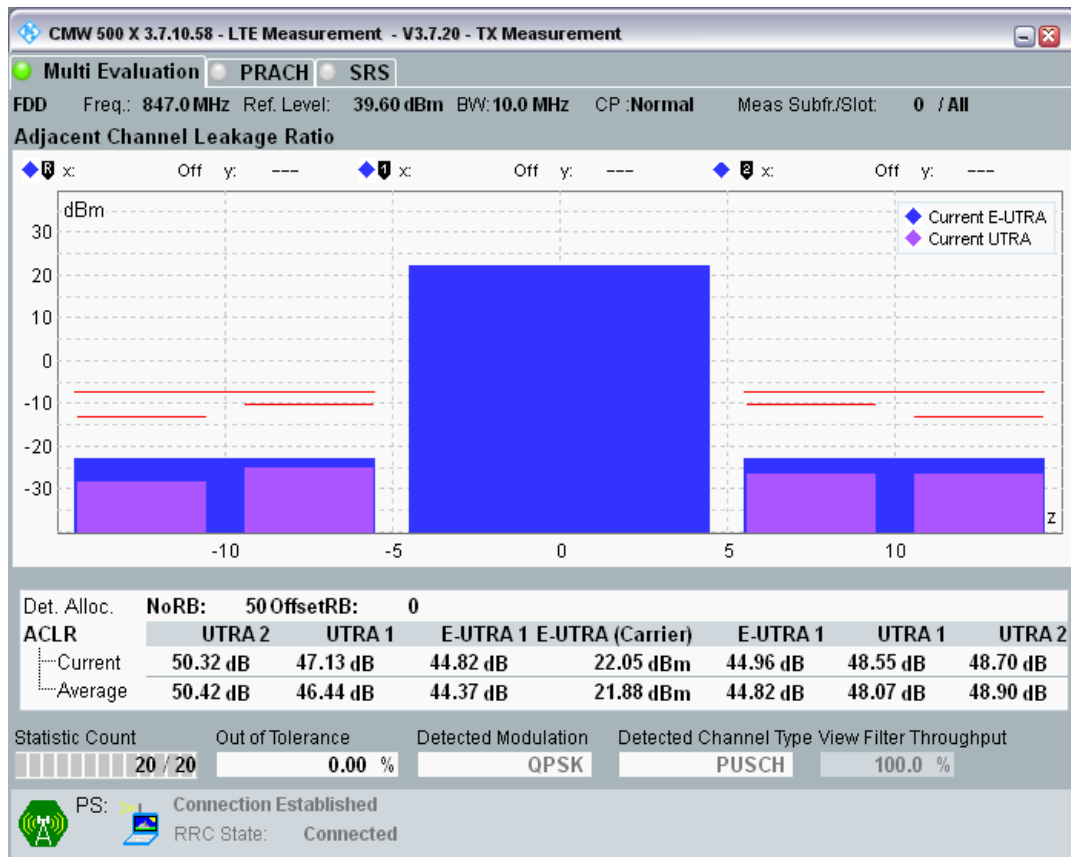 CMW 500 X 3.7.10.58 - LTE Measurement - V3.7.20 - TX Measurement
Multi Evaluation PRACH SRS
FDD Freq.: 847.0 MHz Ref. Level: 39.60 dBm BW: 10.0 MHz CP :Normal Meas Subfr./Slot: 0 / All
Adjacent Channel Leakage Ratio
R x: Off y: --- 1 x: Off y: --- 2 x: Off y: ---
dBm
Current E-UTRA
Current UTRA
30
20
10
0
-10
-20
-30
z
-10 -5 0 5 10
Det. Alloc. NoRB: 50 OffsetRB: 0
ACLR UTRA 2 UTRA 1 E-UTRA 1 E-UTRA (Carrier) E-UTRA 1 UTRA 1 UTRA 2
Current 50.32 dB 47.13 dB 44.82 dB 22.05 dBm 44.96 dB 48.55 dB 48.70 dB
Average 50.42 dB 46.44 dB 44.37 dB 21.88 dBm 44.82 dB 48.07 dB 48.90 dB
Statistic Count Out of Tolerance Detected Modulation Detected Channel Type View Filter Throughput
20 / 20 0.00 % QPSK PUSCH 100.0 %
PS: Connection Established
RRC State: Connected